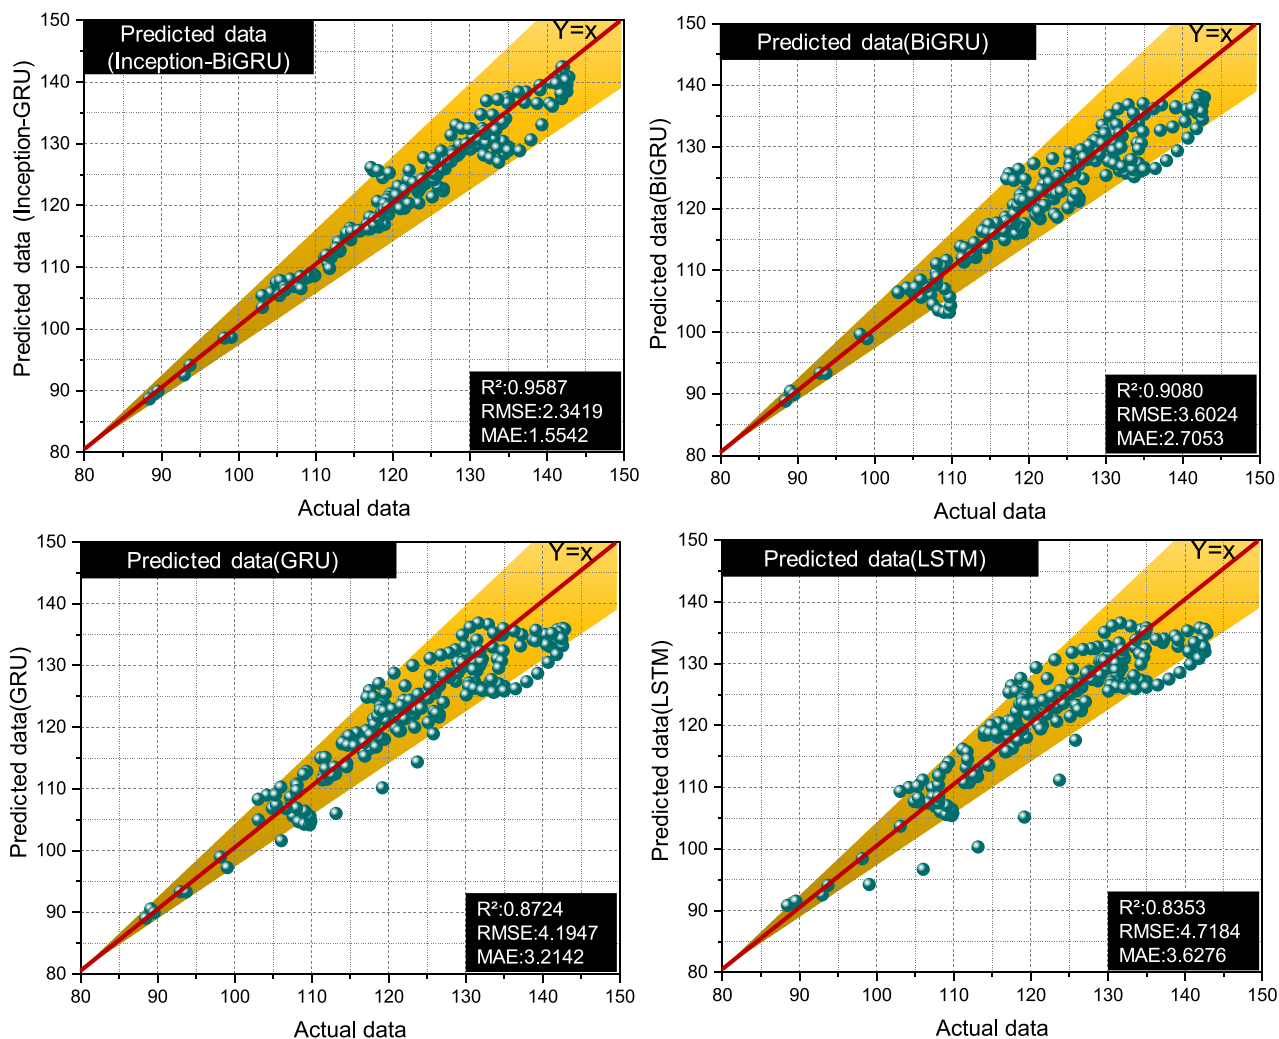 Predicted data
(Inception-BiGRU)
Y=x
Predicted data (Inception-GRU)
150
140
130
120
110
100
90
80
R²:0.9587
RMSE:2.3419
MAE:1.5542
80 90 100 110 120 130 140 150
Actual data
Predicted data(BiGRU)
Y=x
Predicted data(BiGRU)
150
140
130
120
110
100
90
80
R²:0.9080
RMSE:3.6024
MAE:2.7053
80 90 100 110 120 130 140 150
Actual data
Predicted data(GRU)
Y=x
Predicted data(GRU)
150
140
130
120
110
100
90
80
R²:0.8724
RMSE:4.1947
MAE:3.2142
80 90 100 110 120 130 140 150
Actual data
Predicted data(LSTM)
Y=x
Predicted data(LSTM)
150
140
130
120
110
100
90
80
R²:0.8353
RMSE:4.7184
MAE:3.6276
80 90 100 110 120 130 140 150
Actual data